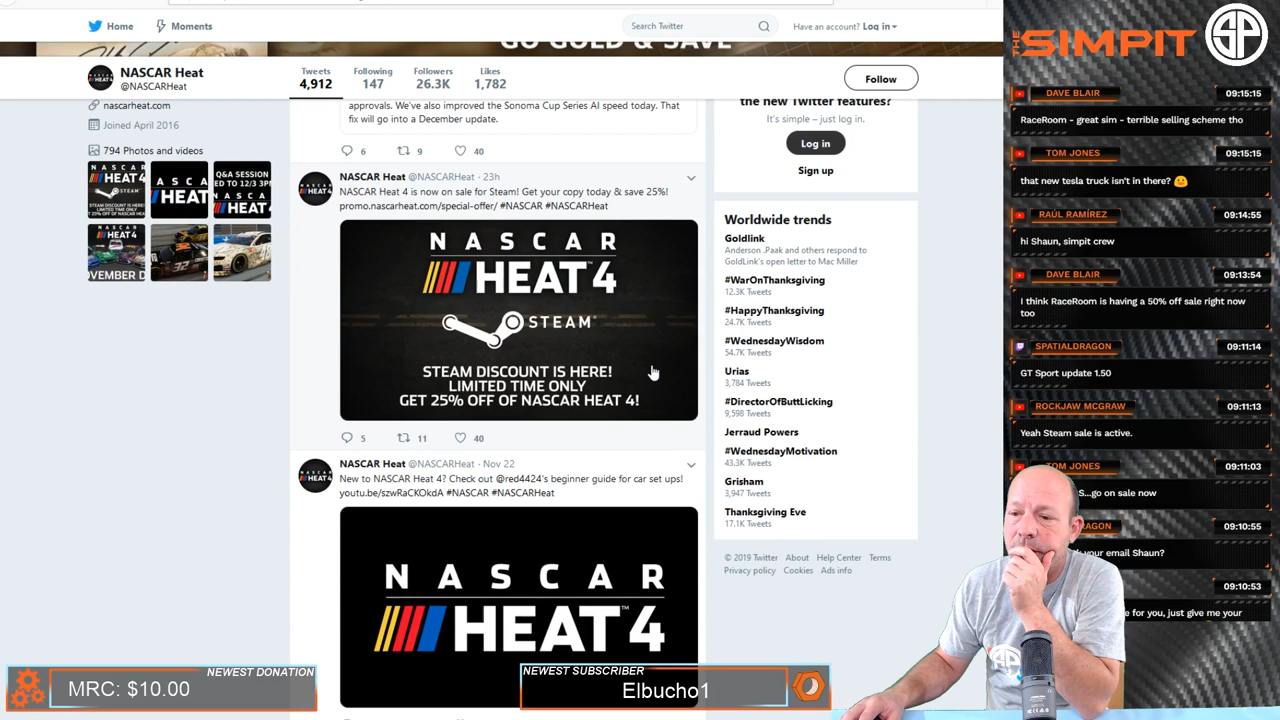 Home
Moments
Search Twitter
Have an account? Log in
GO GOLD & SAVE
NASCAR Heat
@NASCARHeat
Tweets
4,912
Following
147
Followers
26.3K
Likes
1,782
Follow
nascarheat.com
Joined April 2016
794 Photos and videos
approvals. We've also improved the Sonoma Cup Series AI speed today. That
fix will go into a December update.
6 9 40
NASCAR Heat @NASCARHeat · 23h
NASCAR Heat 4 is now on sale for Steam! Get your copy today & save 25%!
promo.nascarheat.com/special-offer/ #NASCAR #NASCARHeat
NASCAR
HEAT 4
STEAM
STEAM DISCOUNT IS HERE!
LIMITED TIME ONLY
GET 25% OFF OF NASCAR HEAT 4!
5 11 40
NASCAR Heat @NASCARHeat · Nov 22
New to NASCAR Heat 4? Check out @red4424's beginner guide for car set ups!
youtu.be/szwRaCKOkdA #NASCAR #NASCARHeat
NASCAR
HEAT 4
the new Twitter features?
It's simple – just log in.
Log in
Sign up
Worldwide trends
Goldlink
Anderson .Paak and others respond to
GoldLink's open letter to Mac Miller
#WarOnThanksgiving
12.3K Tweets
#HappyThanksgiving
24.7K Tweets
#WednesdayWisdom
54.7K Tweets
Urias
3,784 Tweets
#DirectorOfButtLicking
9,598 Tweets
Jerraud Powers
#WednesdayMotivation
43.3K Tweets
Grisham
3,947 Tweets
Thanksgiving Eve
17.1K Tweets
© 2019 Twitter About Help Center Terms
Privacy policy Cookies Ads info
THE SIMPIT SP
DAVE BLAIR 09:15:15
RaceRoom - great sim - terrible selling scheme tho
TOM JONES 09:15:15
that new tesla truck isn't in there?
RAÚL RAMÍREZ 09:14:55
hi Shaun, simpit crew
DAVE BLAIR 09:13:54
I think RaceRoom is having a 50% off sale right now
too
SPATIALDRAGON 09:11:14
GT Sport update 1.50
ROCKJAW MCGRAW 09:11:13
Yeah Steam sale is active.
TOM JONES 09:11:03
S...go on sale now
AGON 09:10:55
your email Shaun?
09:10:53
e for you, just give me your
NEWEST DONATION
MRC: $10.00
NEWEST SUBSCRIBER
Elbucho1